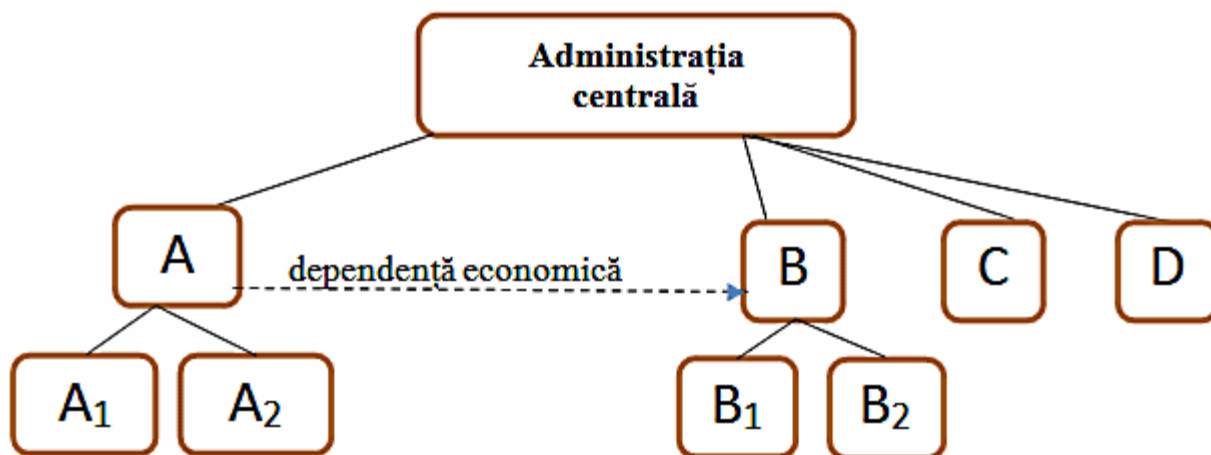 Administrația
centrală
A
B
C
D
dependență economică
A1
A2
B1
B2